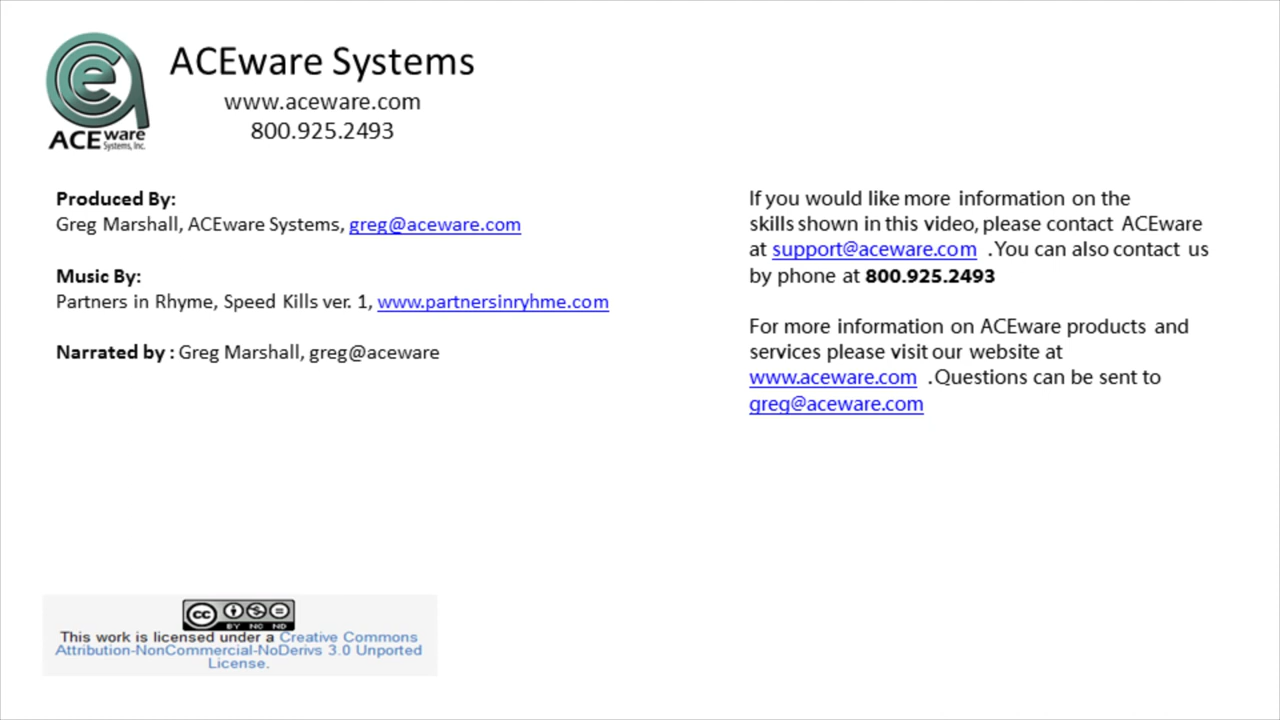 ACEware Systems
www.aceware.com
800.925.2493
ACEware
Systems, Inc.
Produced By:
Greg Marshall, ACEware Systems, greg@aceware.com
Music By:
Partners in Rhyme, Speed Kills ver. 1, www.partnersinryhme.com
Narrated by : Greg Marshall, greg@aceware
If you would like more information on the
skills shown in this video, please contact ACEware
at support@aceware.com . You can also contact us
by phone at 800.925.2493
For more information on ACEware products and
services please visit our website at
www.aceware.com . Questions can be sent to
greg@aceware.com
cc
BY NC ND
This work is licensed under a Creative Commons
Attribution-NonCommercial-NoDerivs 3.0 Unported
License.